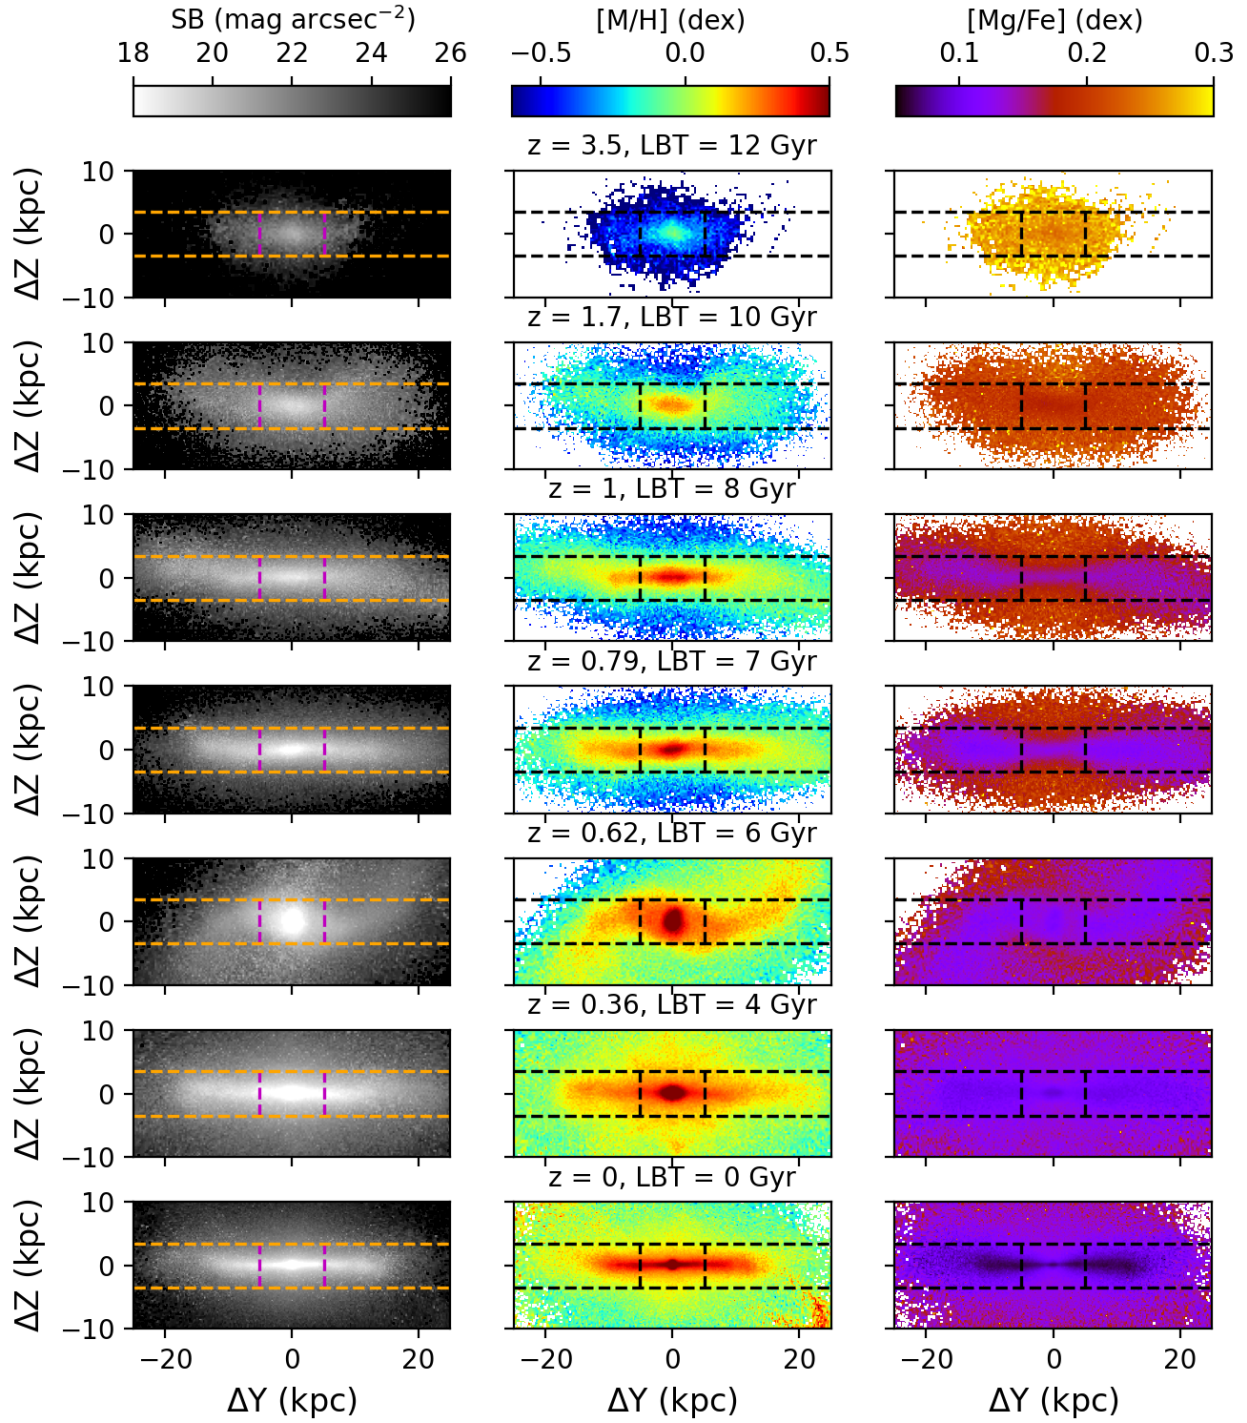 SB (mag arcsec⁻²) [M/H] (dex) [Mg/Fe] (dex)
18 20 22 24 26 −0.5 0.0 0.5 0.1 0.2 0.3
z = 3.5, LBT = 12 Gyr
10
0
−10
ΔZ (kpc)
z = 1.7, LBT = 10 Gyr
10
0
−10
ΔZ (kpc)
z = 1, LBT = 8 Gyr
10
0
−10
ΔZ (kpc)
z = 0.79, LBT = 7 Gyr
10
0
−10
ΔZ (kpc)
z = 0.62, LBT = 6 Gyr
10
0
−10
ΔZ (kpc)
z = 0.36, LBT = 4 Gyr
10
0
−10
ΔZ (kpc)
z = 0, LBT = 0 Gyr
10
0
−10
ΔZ (kpc)
−20 0 20 −20 0 20 −20 0 20
ΔY (kpc) ΔY (kpc) ΔY (kpc)